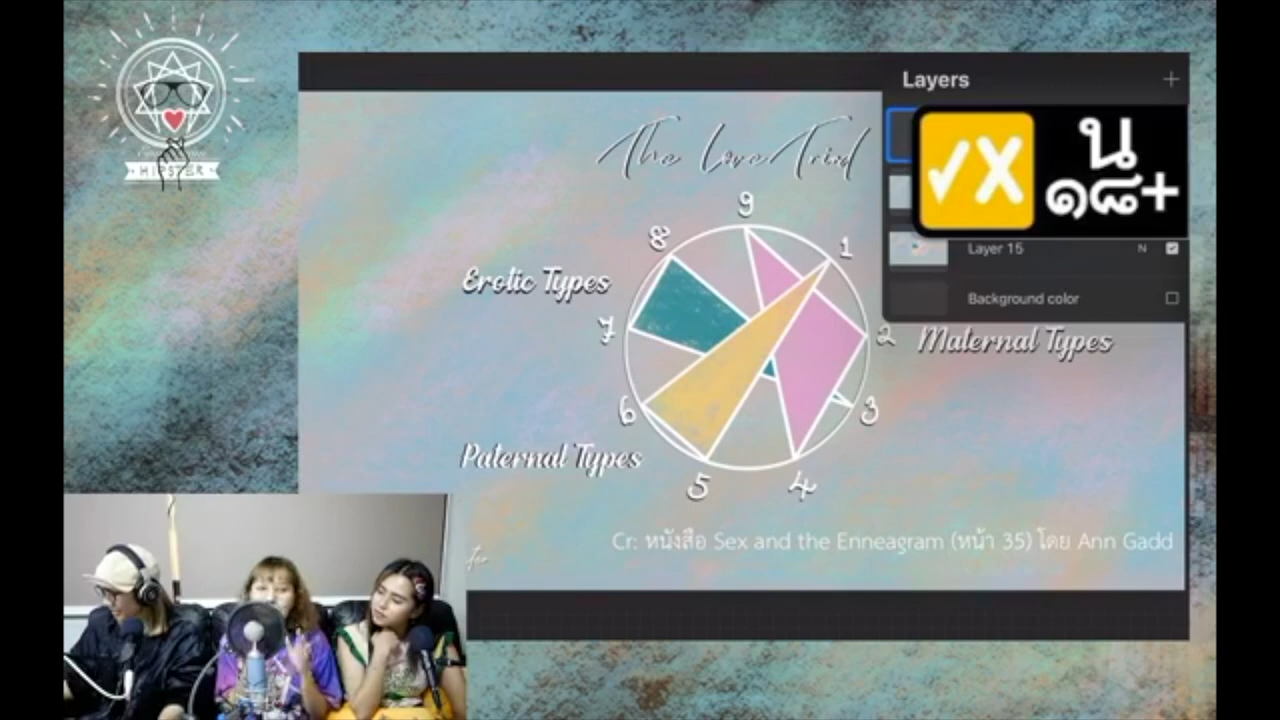 HIPSTER
Layers
+
√X
น
๑๘+
Layer 15
N
Background color
The Love Triad
9
8
1
Erotic Types
7
2
Maternal Types
6
3
Paternal Types
5
4
Cr: หนังสือ Sex and the Enneagram (หน้า 35) โดย Ann Gadd